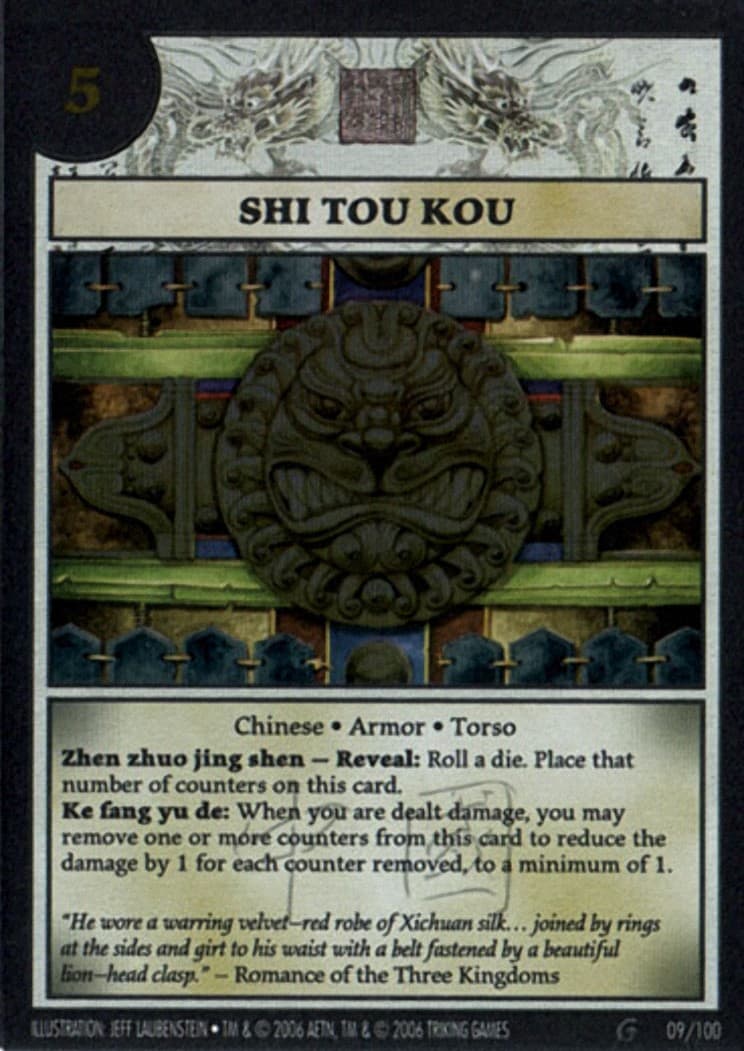 5
SHI TOU KOU
Chinese • Armor • Torso
Zhen zhuo jing shen — Reveal: Roll a die. Place that
number of counters on this card.
Ke fang yu de: When you are dealt damage, you may
remove one or more counters from this card to reduce the
damage by 1 for each counter removed, to a minimum of 1.
中国
"He wore a warring velvet—red robe of Xichuan silk... joined by rings
at the sides and girt to his waist with a belt fastened by a beautiful
lion—head clasp." — Romance of the Three Kingdoms
ILLUSTRATION: JEFF LAUBENSTEIN • TM & © 2006 AETN, TM & © 2006 TRIKING GAMES
G 09/100